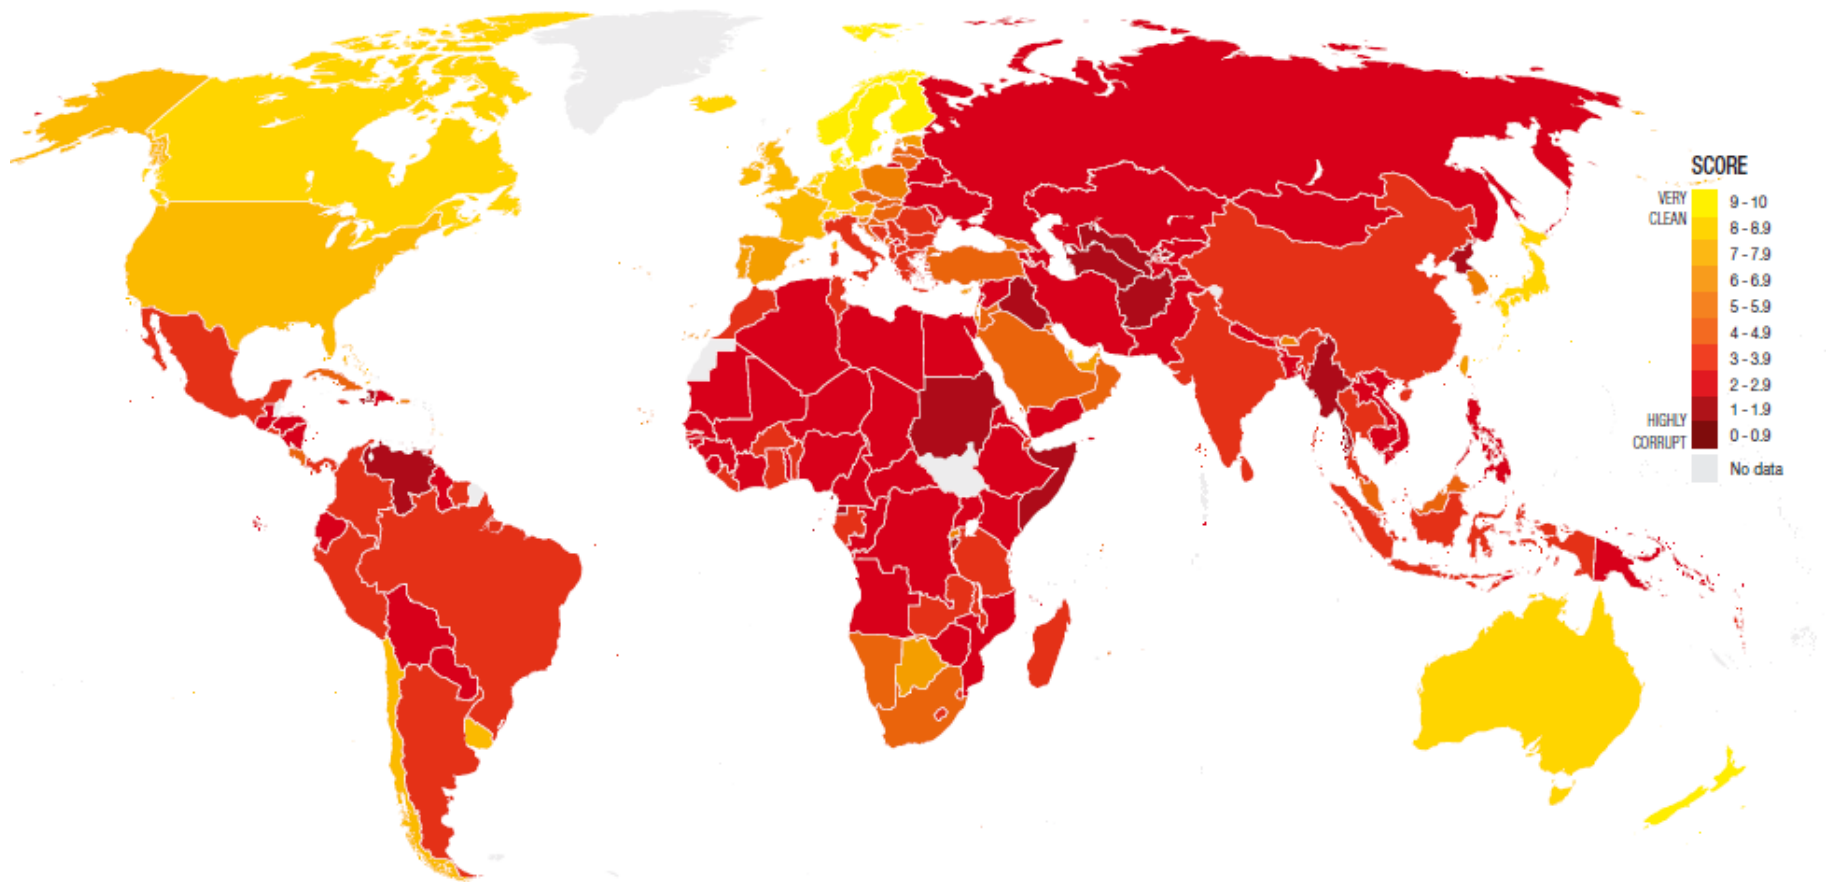 SCORE
VERY
CLEAN
9 - 10
8 - 8.9
7 - 7.9
6 - 6.9
5 - 5.9
4 - 4.9
3 - 3.9
2 - 2.9
1 - 1.9
0 - 0.9
HIGHLY
CORRUPT
No data